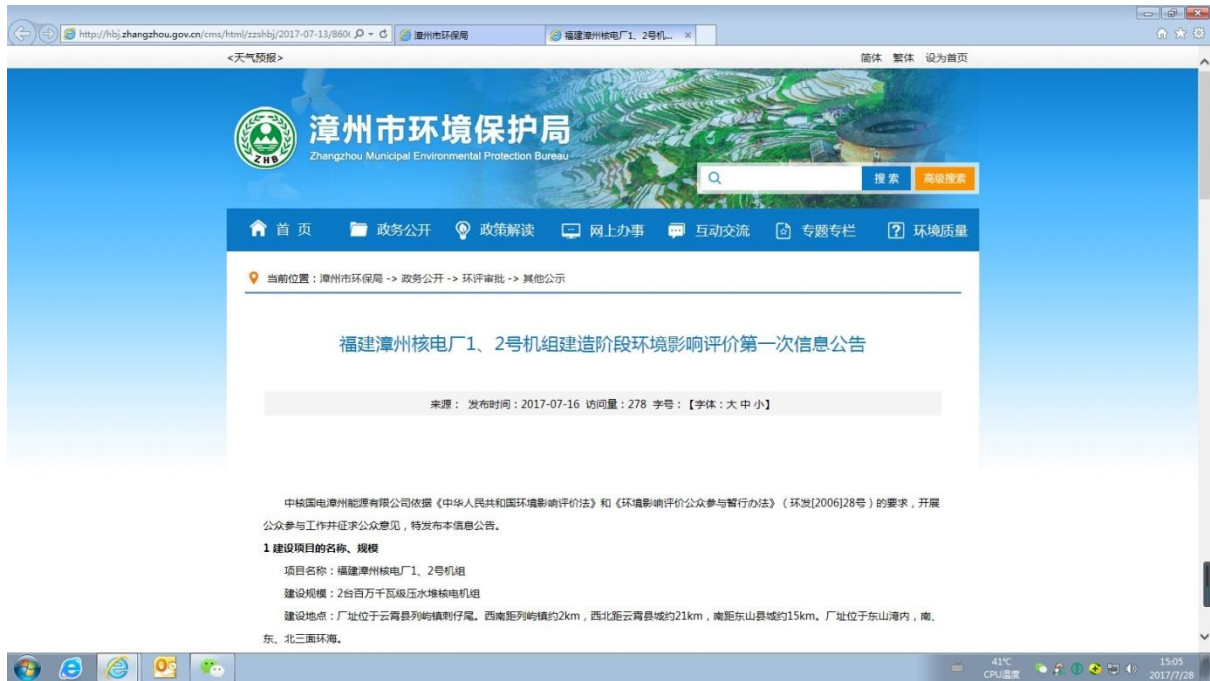 http://hbj.zhangzhou.gov.cn/cms/html/zzshbj/2017-07-13/860( 漳州市环保局 福建漳州核电厂1、2号机... ×
<天气预报> 简体 繁体 设为首页
漳州市环境保护局
Zhangzhou Municipal Environmental Protection Bureau
ZHB
搜索 高级搜索
首 页 政务公开 政策解读 网上办事 互动交流 专题专栏 环境质量
当前位置：漳州市环保局 -> 政务公开 -> 环评审批 -> 其他公示
福建漳州核电厂1、2号机组建造阶段环境影响评价第一次信息公告
来源： 发布时间：2017-07-16 访问量：278 字号：【字体：大 中 小】
中核国电漳州能源有限公司依据《中华人民共和国环境影响评价法》和《环境影响评价公众参与暂行办法》（环发[2006]28号）的要求，开展
公众参与工作并征求公众意见，特发布本信息公告。
1 建设项目的名称、规模
项目名称：福建漳州核电厂1、2号机组
建设规模：2台百万千瓦级压水堆核电机组
建设地点：厂址位于云霄县列屿镇刺仔尾。西南距列屿镇约2km，西北距云霄县城约21km，南距东山县城约15km。厂址位于东山湾内，南、
东、北三面环海。
41℃
CPU温度
15:05
2017/7/28